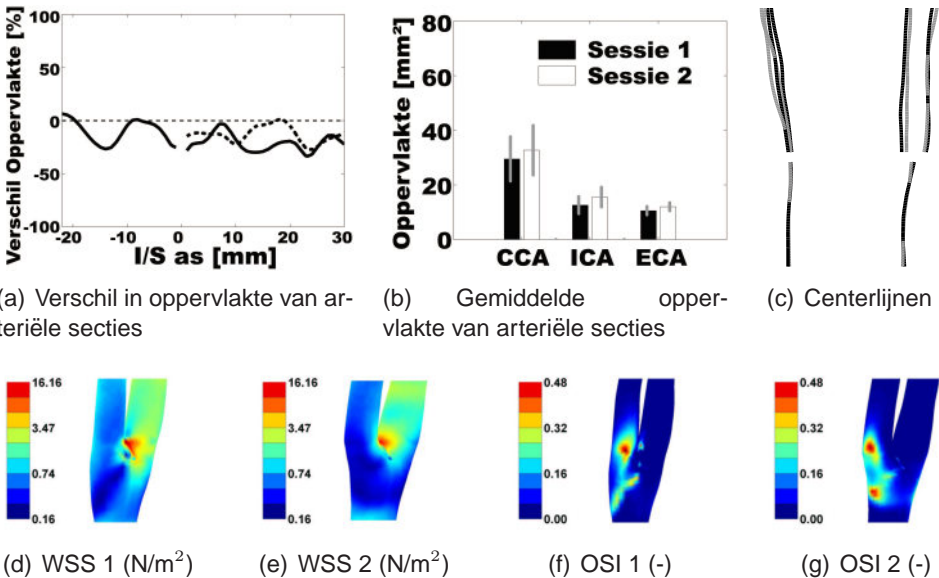 Verschil Oppervlakte [%]
100
50
0
-50
-100
-20 -10 0 10 20 30
I/S as [mm]
Oppervlakte [mm²]
80
60
40
20
0
Sessie 1
Sessie 2
CCA ICA ECA
(a) Verschil in oppervlakte van ar-
teriële secties
(b) Gemiddelde opper-
vlakte van arteriële secties
(c) Centerlijnen
16.16
3.47
0.74
0.16
16.16
3.47
0.74
0.16
0.48
0.32
0.16
0.00
0.48
0.32
0.16
0.00
(d) WSS 1 (N/m²)
(e) WSS 2 (N/m²)
(f) OSI 1 (-)
(g) OSI 2 (-)